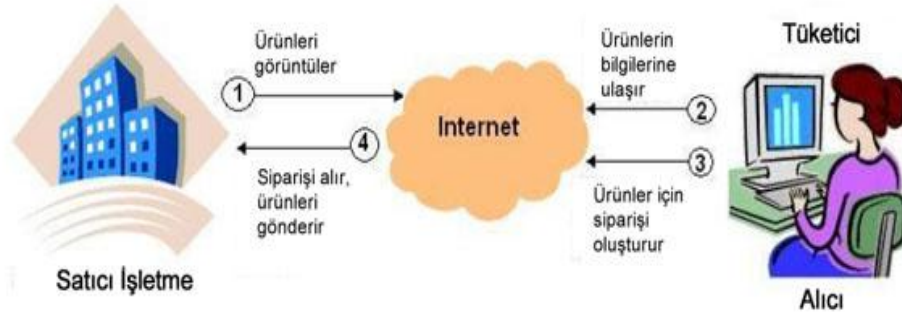 Ürünleri
görüntüler
1
4
Siparişi alır,
ürünleri
gönderir
Satıcı İşletme
Internet
Ürünlerin
bilgilerine
ulaşır
2
3
Ürünler için
siparişi
oluşturur
Tüketici
Alıcı